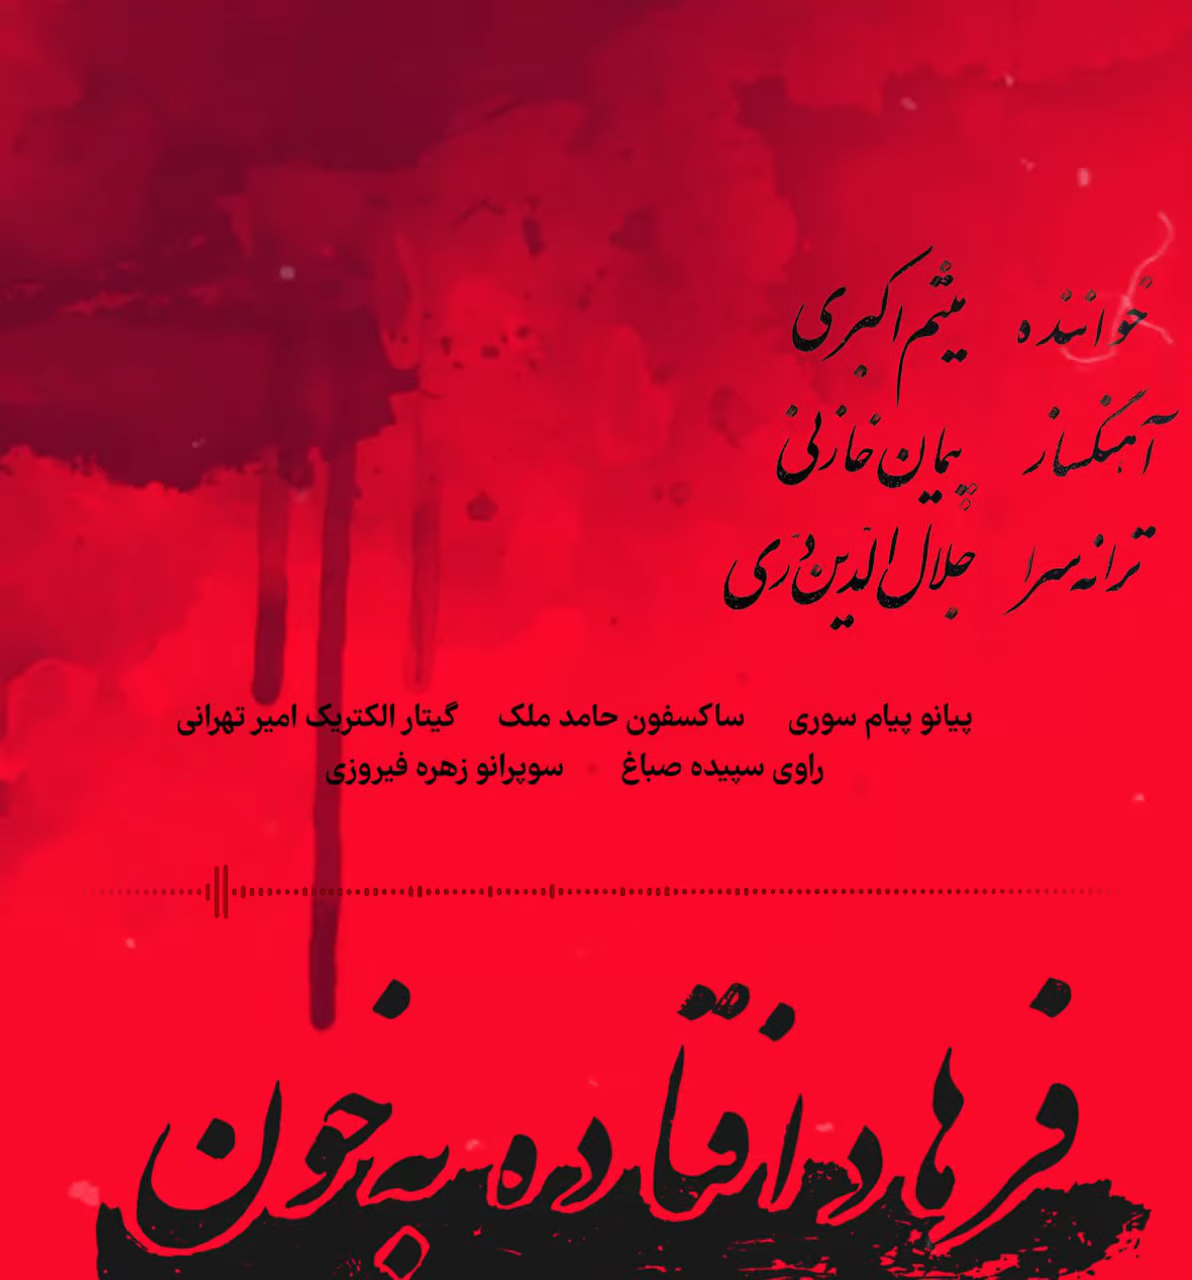 خواننده میثم اکبری
آهنگساز پیمان خازنی
ترانه‌سرا جلال‌الدین دری
پیانو پیام سوری ساکسفون حامد ملک گیتار الکتریک امیر تهرانی
راوی سپیده صباغ سوپرانو زهره فیروزی
فرهاد افتاده به خون